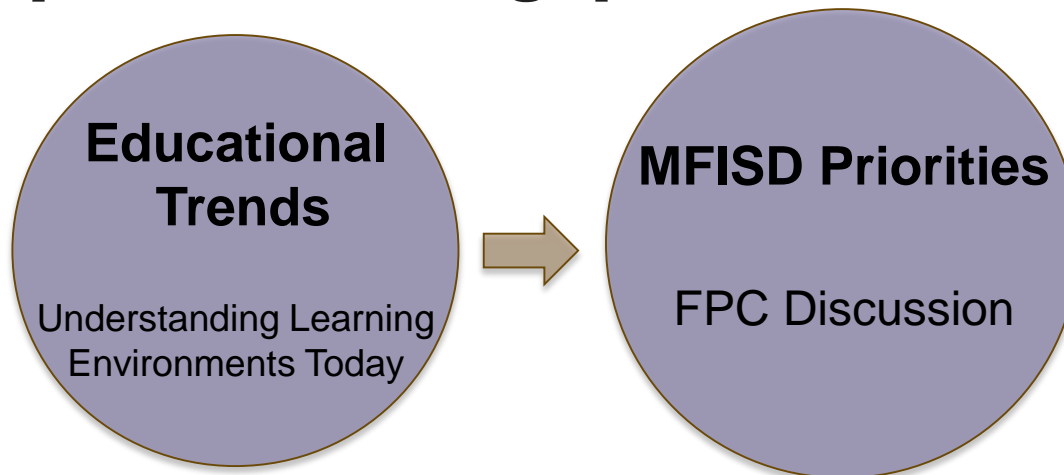 Educational
Trends
Understanding Learning
Environments Today
MFISD Priorities
FPC Discussion